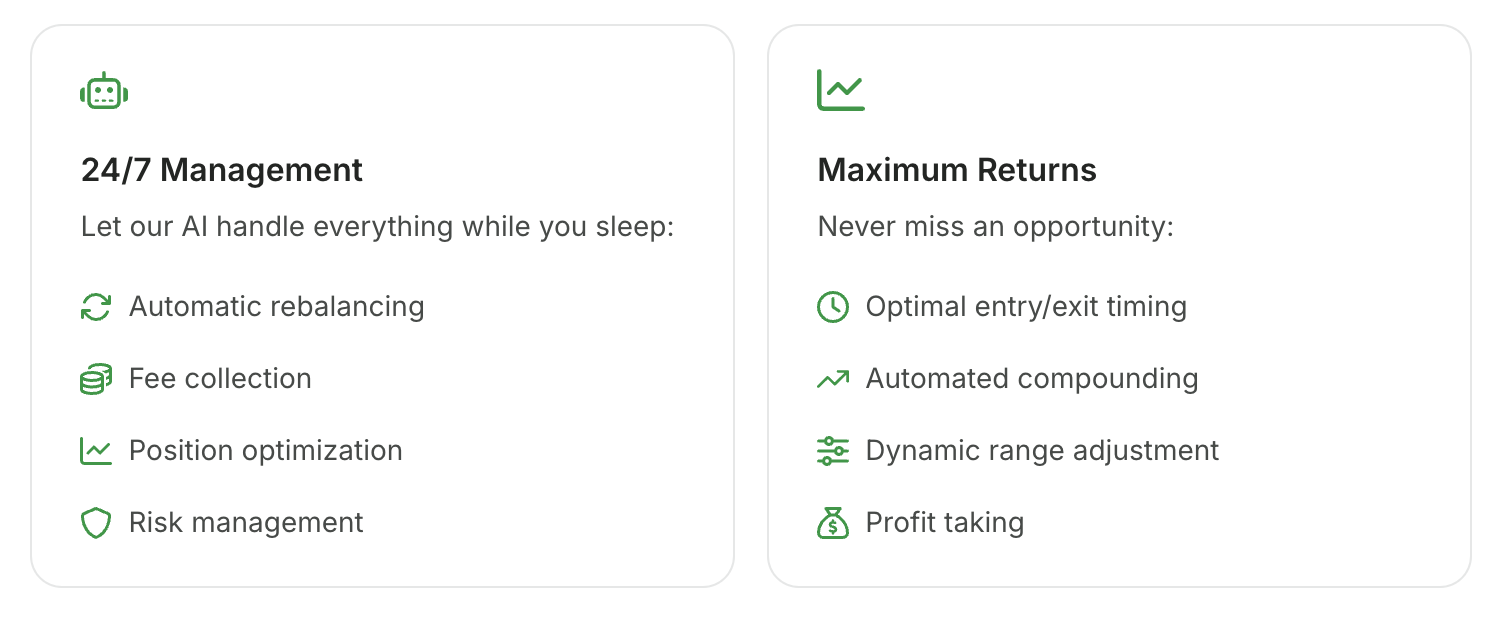 24/7 Management
Let our AI handle everything while you sleep:
Automatic rebalancing
Fee collection
Position optimization
Risk management
Maximum Returns
Never miss an opportunity:
Optimal entry/exit timing
Automated compounding
Dynamic range adjustment
Profit taking